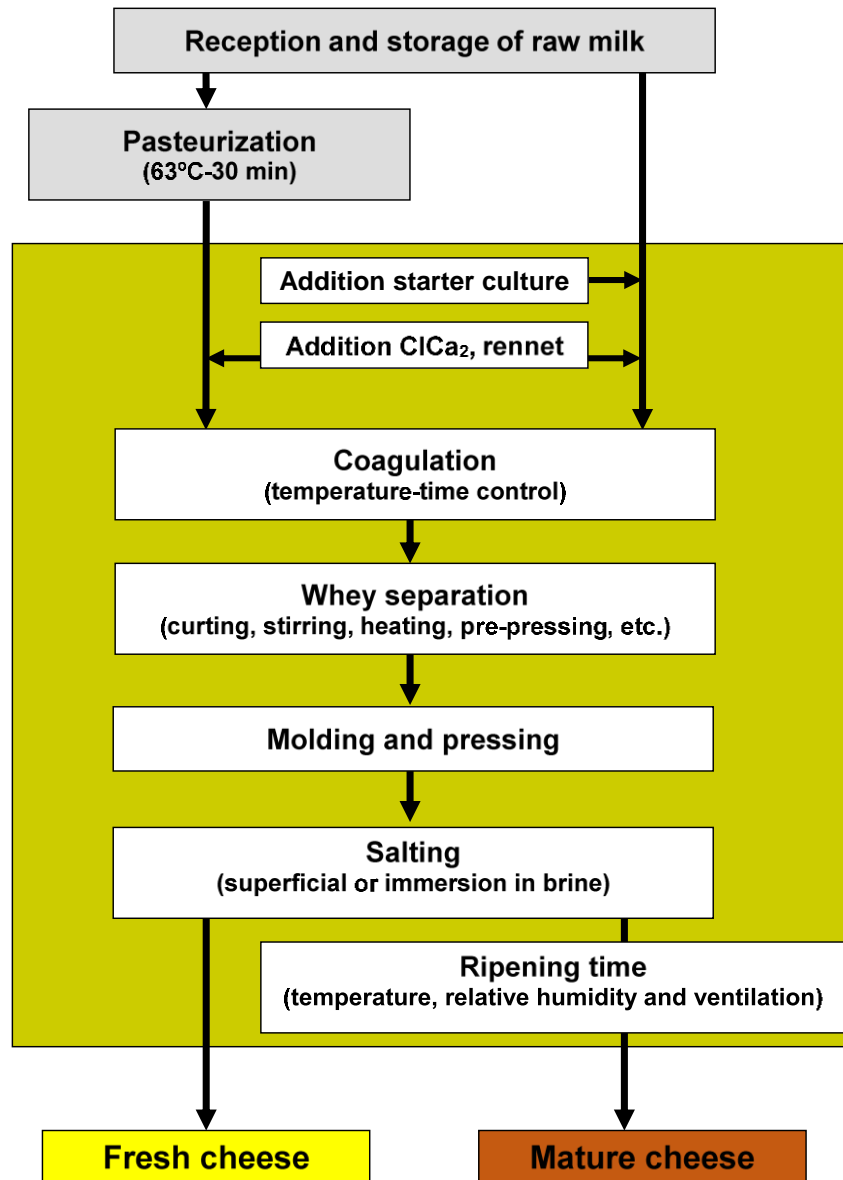 Reception and storage of raw milk
Pasteurization
(63ºC-30 min)
Addition starter culture
Addition ClCa₂, rennet
Coagulation
(temperature-time control)
Whey separation
(curting, stirring, heating, pre-pressing, etc.)
Molding and pressing
Salting
(superficial or immersion in brine)
Ripening time
(temperature, relative humidity and ventilation)
Fresh cheese
Mature cheese